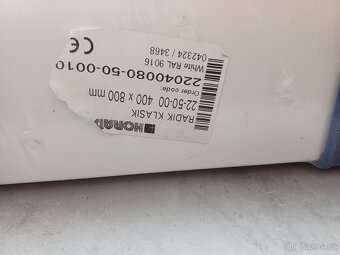 KORAD
RADIK KLASIK
22-50-00 400 x 800 mm
Order code:
22040080-50-0010
White RAL 9016
042324 / 3468
CE